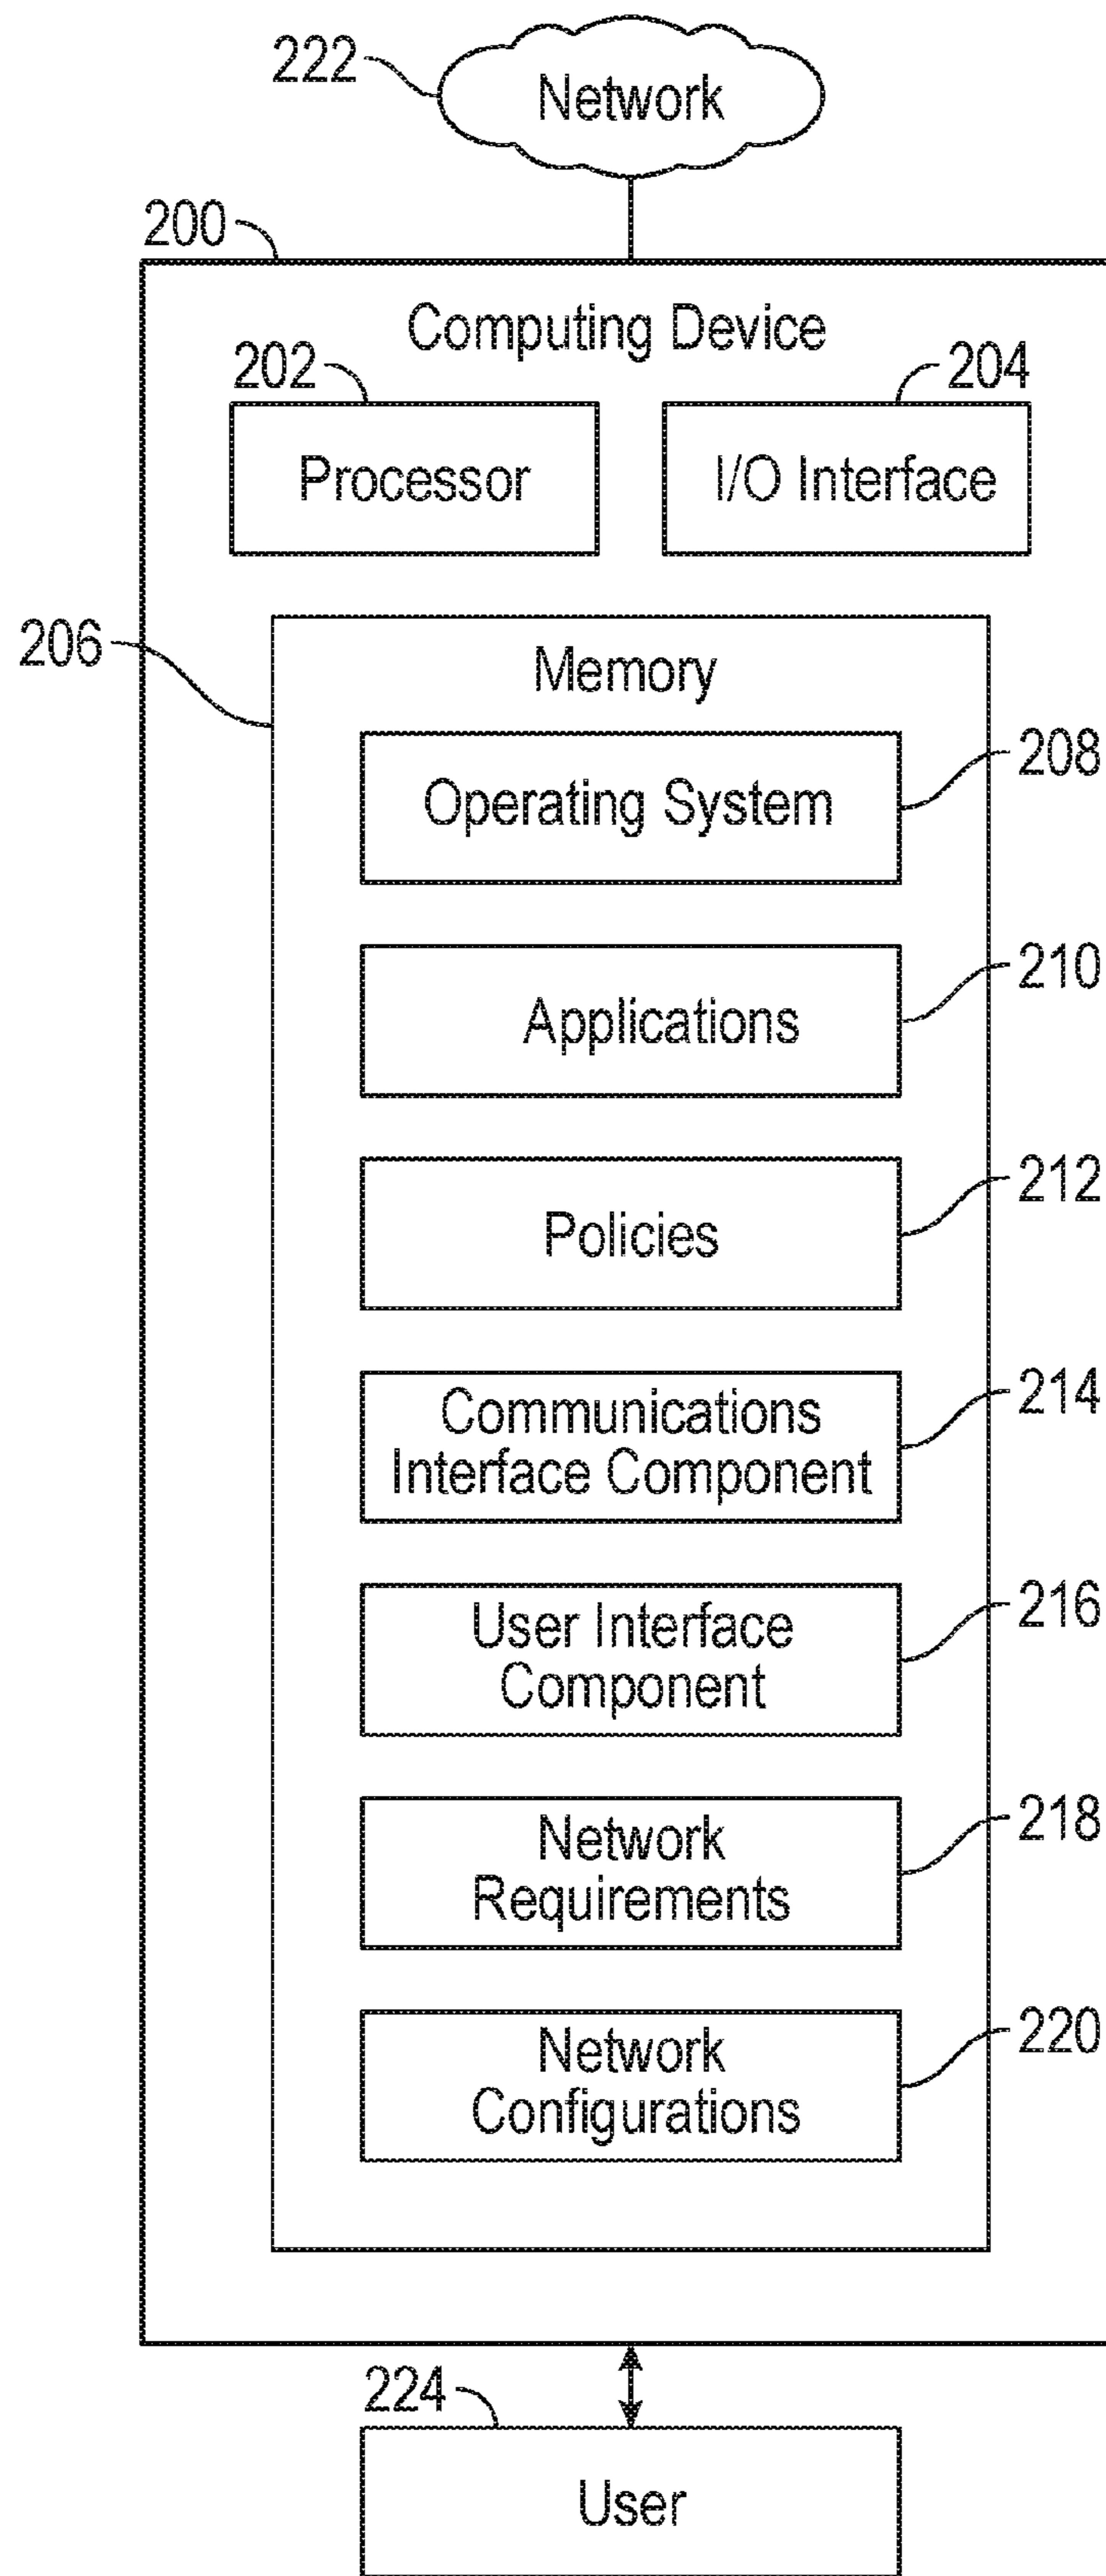 222
Network
200
Computing Device
202
204
Processor
I/O Interface
206
Memory
208
Operating System
210
Applications
212
Policies
214
Communications
Interface Component
216
User Interface
Component
218
Network
Requirements
220
Network
Configurations
224
User